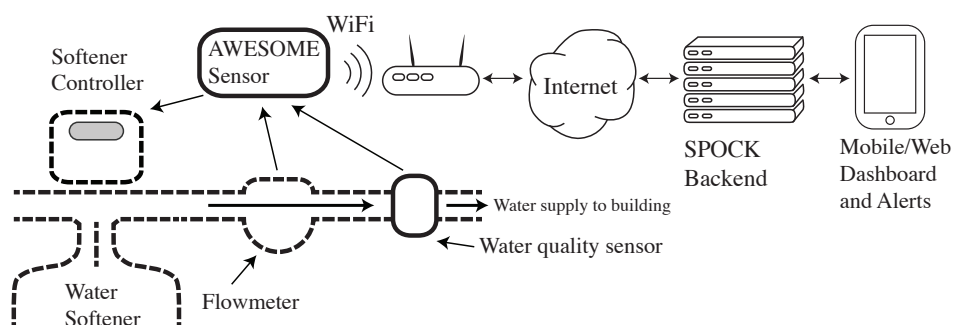 WiFi
Softener
Controller
AWESOME
Sensor
Internet
SPOCK
Backend
Mobile/Web
Dashboard
and Alerts
Water supply to building
Water quality sensor
Flowmeter
Water
Softener